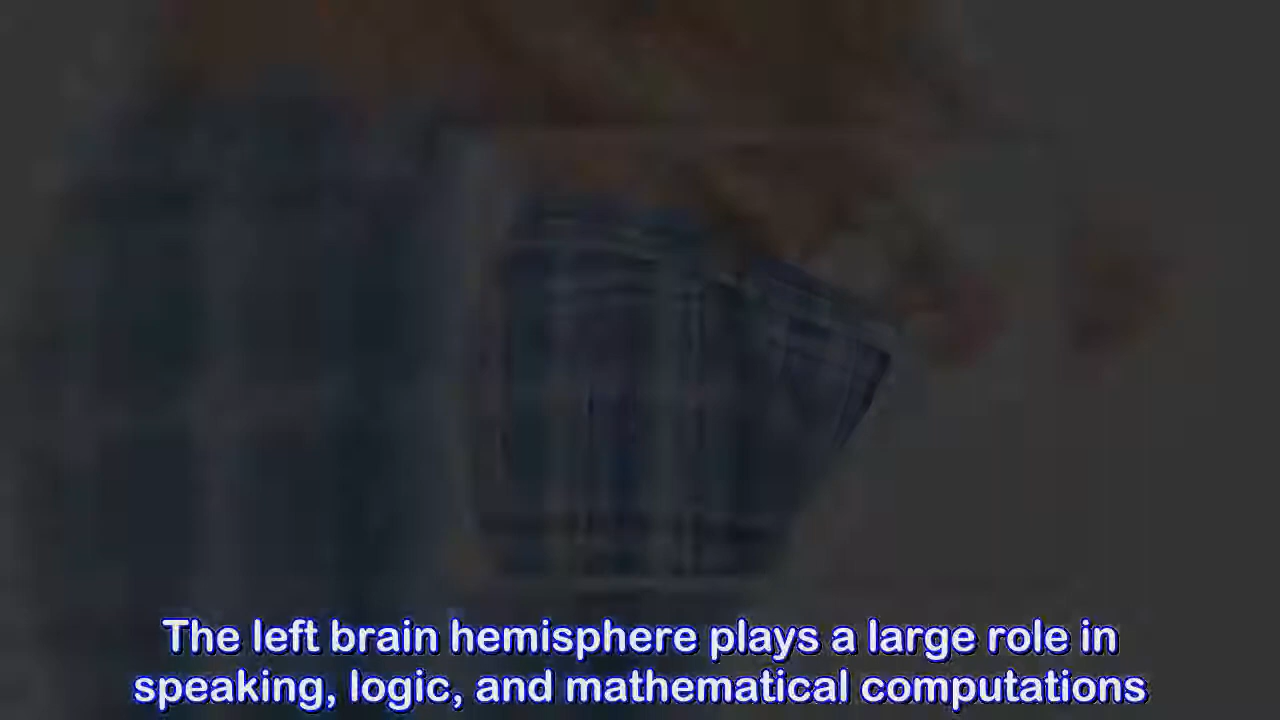 The left brain hemisphere plays a large role in
speaking, logic, and mathematical computations